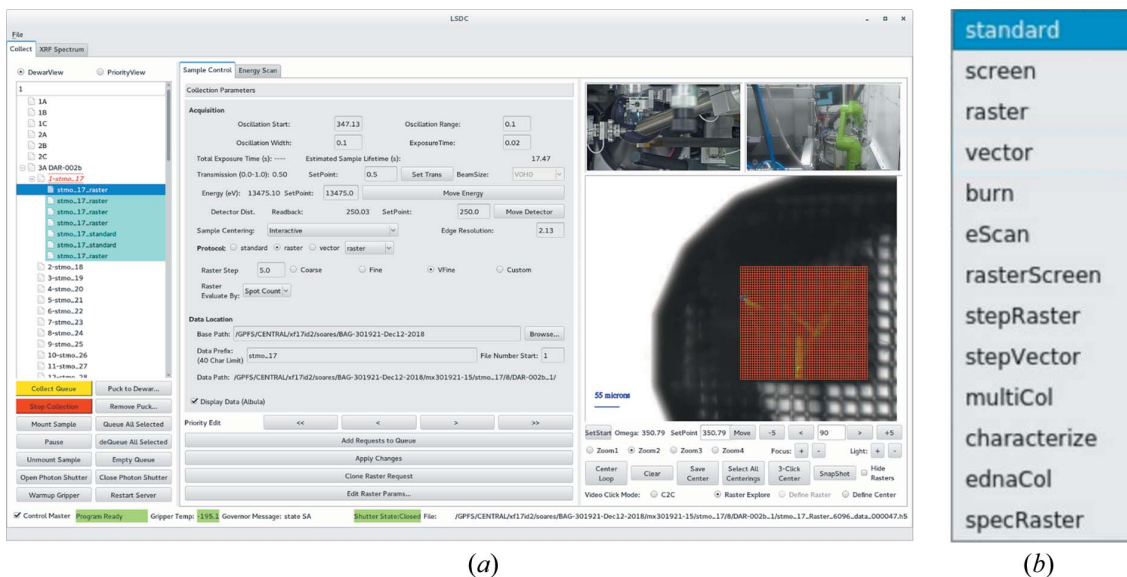 LSDC
File
Collect XRF Spectrum
DewarView PriorityView
1
1A
1B
1C
2A
2B
2C
3A DAR-002b
1-stmo_17
stmo_17_raster
stmo_17_raster
stmo_17_raster
stmo_17_raster
stmo_17_standard
stmo_17_standard
stmo_17_raster
2-stmo_18
3-stmo_19
4-stmo_20
5-stmo_21
6-stmo_22
7-stmo_23
8-stmo_24
9-stmo_25
10-stmo_26
11-stmo_27
12-stmo_28
Collect Queue Puck to Dewar...
Stop Collection Remove Puck...
Mount Sample Queue All Selected
Pause deQueue All Selected
Unmount Sample Empty Queue
Open Photon Shutter Close Photon Shutter
Warmup Gripper Restart Server
Sample Control Energy Scan
Collection Parameters
Acquisition
Oscillation Start: 347.13 Oscillation Range: 0.1
Oscillation Width: 0.1 ExposureTime: 0.02
Total Exposure Time (s): ---- Estimated Sample Lifetime (s): 17.47
Transmission (0.0-1.0): 0.50 SetPoint: 0.5 Set Trans BeamSize: V0H0
Energy (eV): 13475.10 SetPoint: 13475.0 Move Energy
Detector Dist. Readback: 250.03 SetPoint: 250.0 Move Detector
Sample Centering: Interactive Edge Resolution: 2.13
Protocol: standard raster vector raster
Raster Step 5.0 Coarse Fine VFine Custom
Raster
Evaluate By: Spot Count
Data Location
Base Path: /GPFS/CENTRAL/xf17id2/soares/BAG-301921-Dec12-2018 Browse...
Data Prefix:
(40 Char Limit) stmo_17 File Number Start: 1
Data Path: /GPFS/CENTRAL/xf17id2/soares/BAG-301921-Dec12-2018/mx301921-15/stmo_17/8/DAR-002b_1/
Display Data (Albula)
Priority Edit << < > >>
Add Requests to Queue
Apply Changes
Clone Raster Request
Edit Raster Params...
55 microns
SetStart Omega: 350.79 SetPoint 350.79 Move -5 < 90 > +5
Zoom1 Zoom2 Zoom3 Zoom4 Focus: + - Light: + -
Center
Loop Clear Save
Center Select All
Centerings 3-Click
Center SnapShot Hide
Rasters
Video Click Mode: C2C Raster Explore Define Raster Define Center
Control Master Program Ready Gripper Temp: -195.1 Governor Message: state SA Shutter State:Closed File: /GPFS/CENTRAL/xf17id2/soares/BAG-301921-Dec12-2018/mx301921-15/stmo_17/8/DAR-002b_1/stmo_17_Raster_6096_data_000047.h5
(a)
standard
screen
raster
vector
burn
eScan
rasterScreen
stepRaster
stepVector
multiCol
characterize
ednaCol
specRaster
(b)